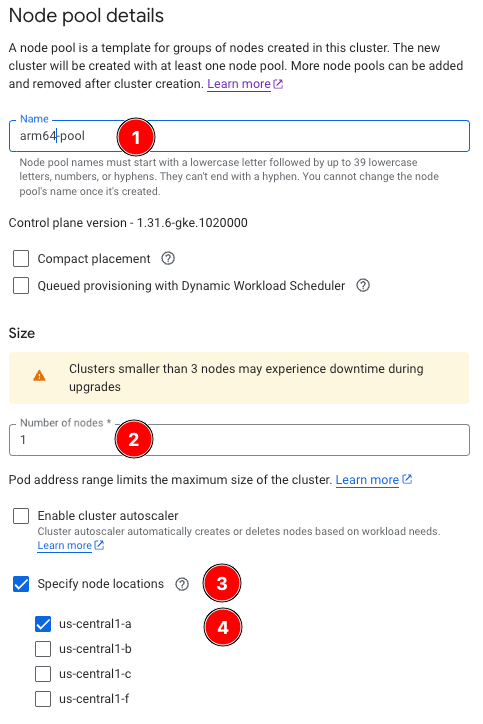 Node pool details
A node pool is a template for groups of nodes created in this cluster. The new
cluster will be created with at least one node pool. More node pools can be added
and removed after cluster creation. Learn more
Name
arm64-pool
1
Node pool names must start with a lowercase letter followed by up to 39 lowercase
letters, numbers, or hyphens. They can't end with a hyphen. You cannot change the node
pool's name once it's created.
Control plane version - 1.31.6-gke.1020000
Compact placement
Queued provisioning with Dynamic Workload Scheduler
Size
Clusters smaller than 3 nodes may experience downtime during
upgrades
Number of nodes *
1
2
Pod address range limits the maximum size of the cluster. Learn more
Enable cluster autoscaler
Cluster autoscaler automatically creates or deletes nodes based on workload needs.
Learn more
Specify node locations
3
us-central1-a
4
us-central1-b
us-central1-c
us-central1-f